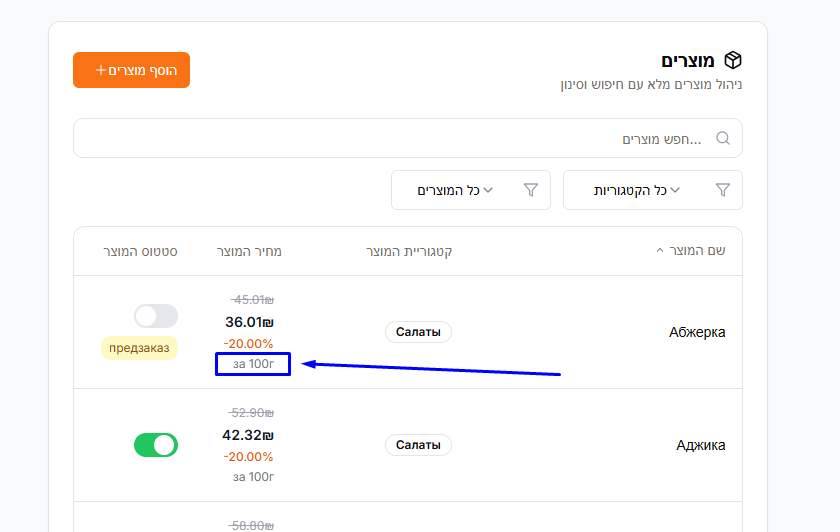 מוצרים
ניהול מוצרים מלא עם חיפוש וסינון
הוסף מוצרים +
חפש מוצרים...
כל הקטגוריות
כל המוצרים
שם המוצר
קטגוריית המוצר
מחיר המוצר
סטטוס המוצר
Абжерка
Салаты
45.01₪
36.01₪
-20.00%
за 100г
предзаказ
Аджика
Салаты
52.90₪
42.32₪
-20.00%
за 100г
58.80₪